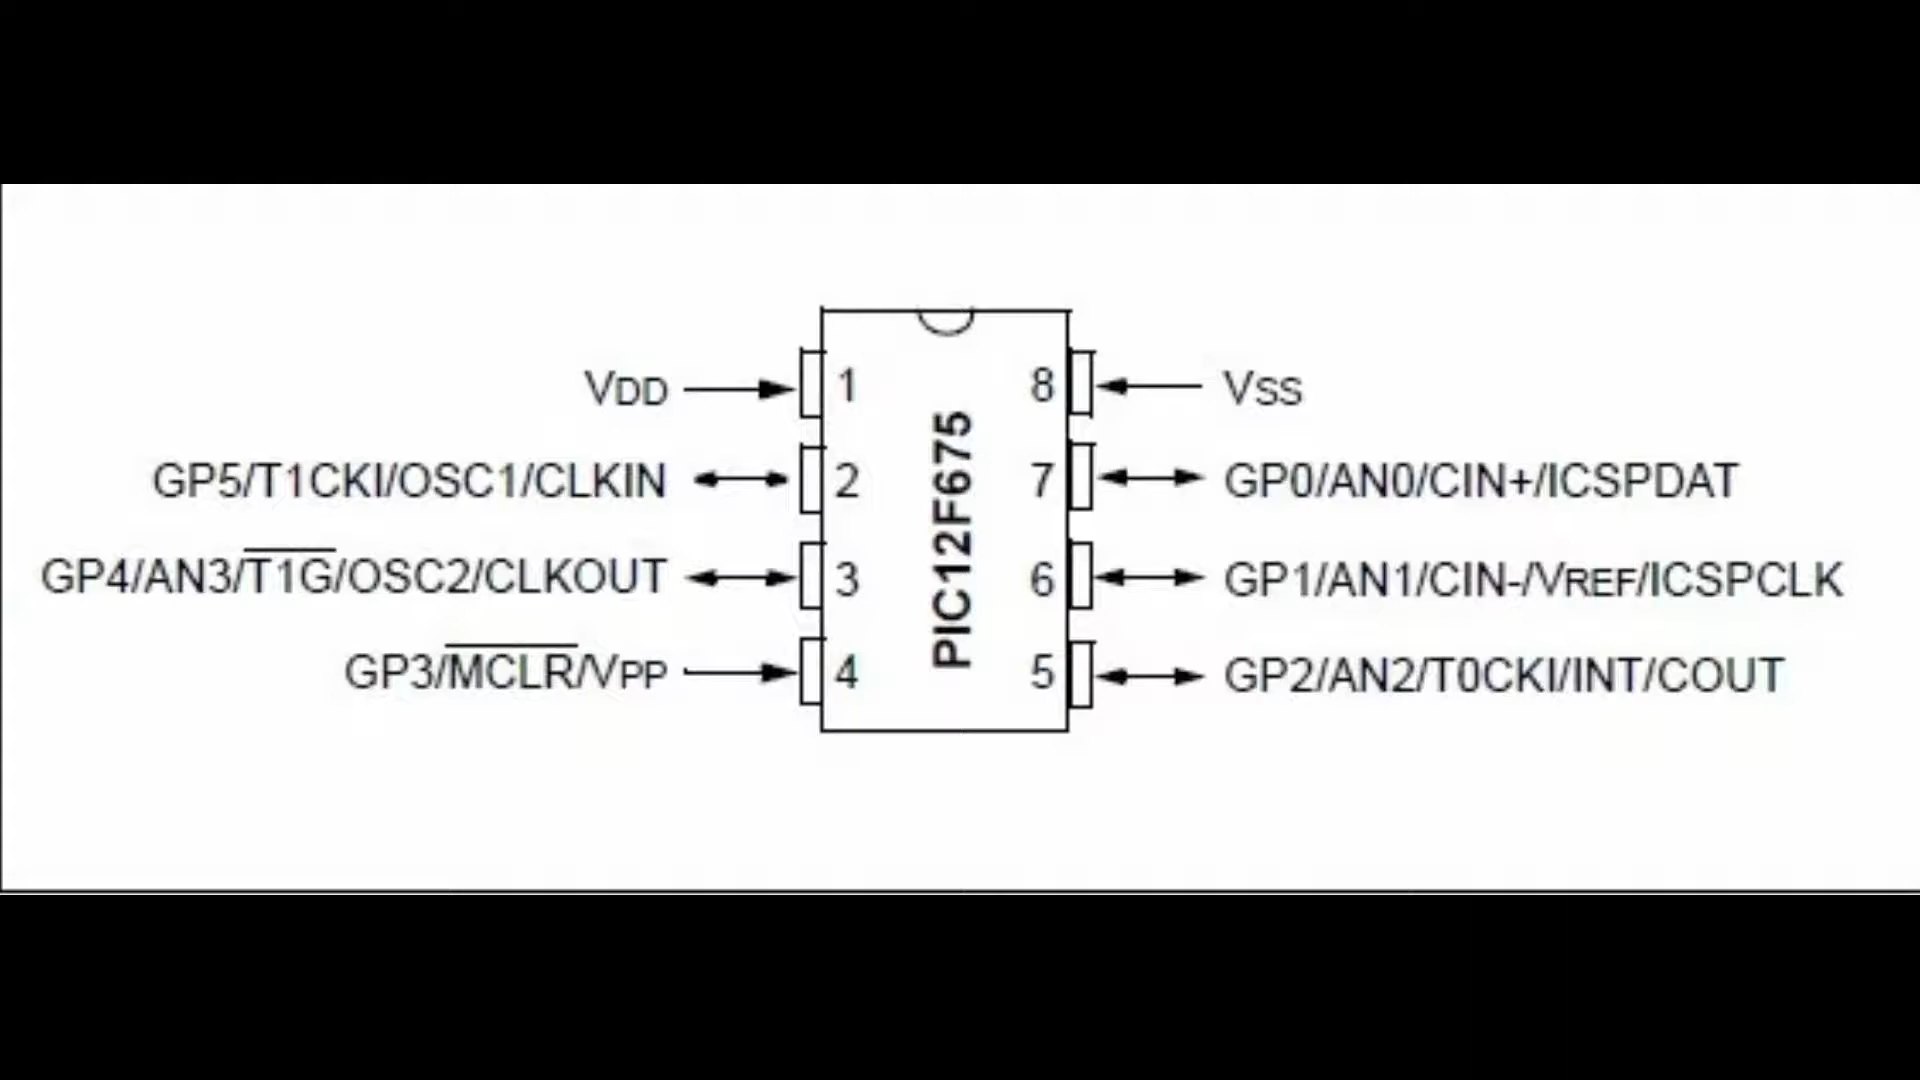 VDD 1 8 VSS
GP5/T1CKI/OSC1/CLKIN 2 7 GP0/AN0/CIN+/ICSPDAT
GP4/AN3/T1G/OSC2/CLKOUT 3 6 GP1/AN1/CIN-/VREF/ICSPCLK
GP3/MCLR/VPP 4 5 GP2/AN2/T0CKI/INT/COUT
PIC12F675